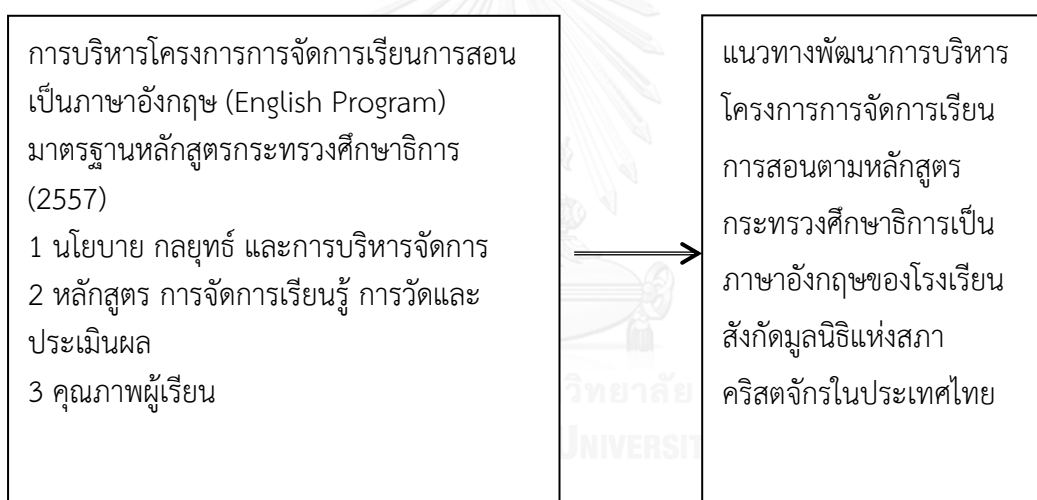 การบริหารโครงการการจัดการเรียนการสอน
เป็นภาษาอังกฤษ (English Program)
มาตรฐานหลักสูตรกระทรวงศึกษาธิการ
(2557)
1 นโยบาย กลยุทธ์ และการบริหารจัดการ
2 หลักสูตร การจัดการเรียนรู้ การวัดและ
ประเมินผล
3 คุณภาพผู้เรียน
แนวทางพัฒนาการบริหาร
โครงการการจัดการเรียน
การสอนตามหลักสูตร
กระทรวงศึกษาธิการเป็น
ภาษาอังกฤษของโรงเรียน
สังกัดมูลนิธิแห่งสภา
คริสตจักรในประเทศไทย
วิทยาลัย
UNIVERSIT